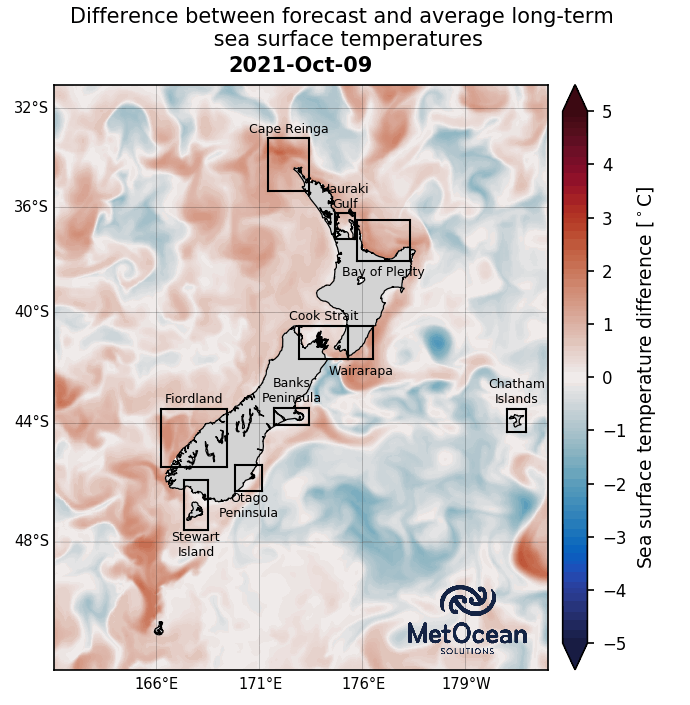 Difference between forecast and average long-term
sea surface temperatures
2021-Oct-09
32°S
36°S
40°S
44°S
48°S
Cape Reinga
Hauraki
Gulf
Bay of Plenty
Cook Strait
Wairarapa
Banks
Peninsula
Chatham
Islands
Fiordland
Otago
Peninsula
Stewart
Island
MetOcean
SOLUTIONS
166°E
171°E
176°E
179°W
5
4
3
2
1
0
−1
−2
−3
−4
−5
Sea surface temperature difference [°C]